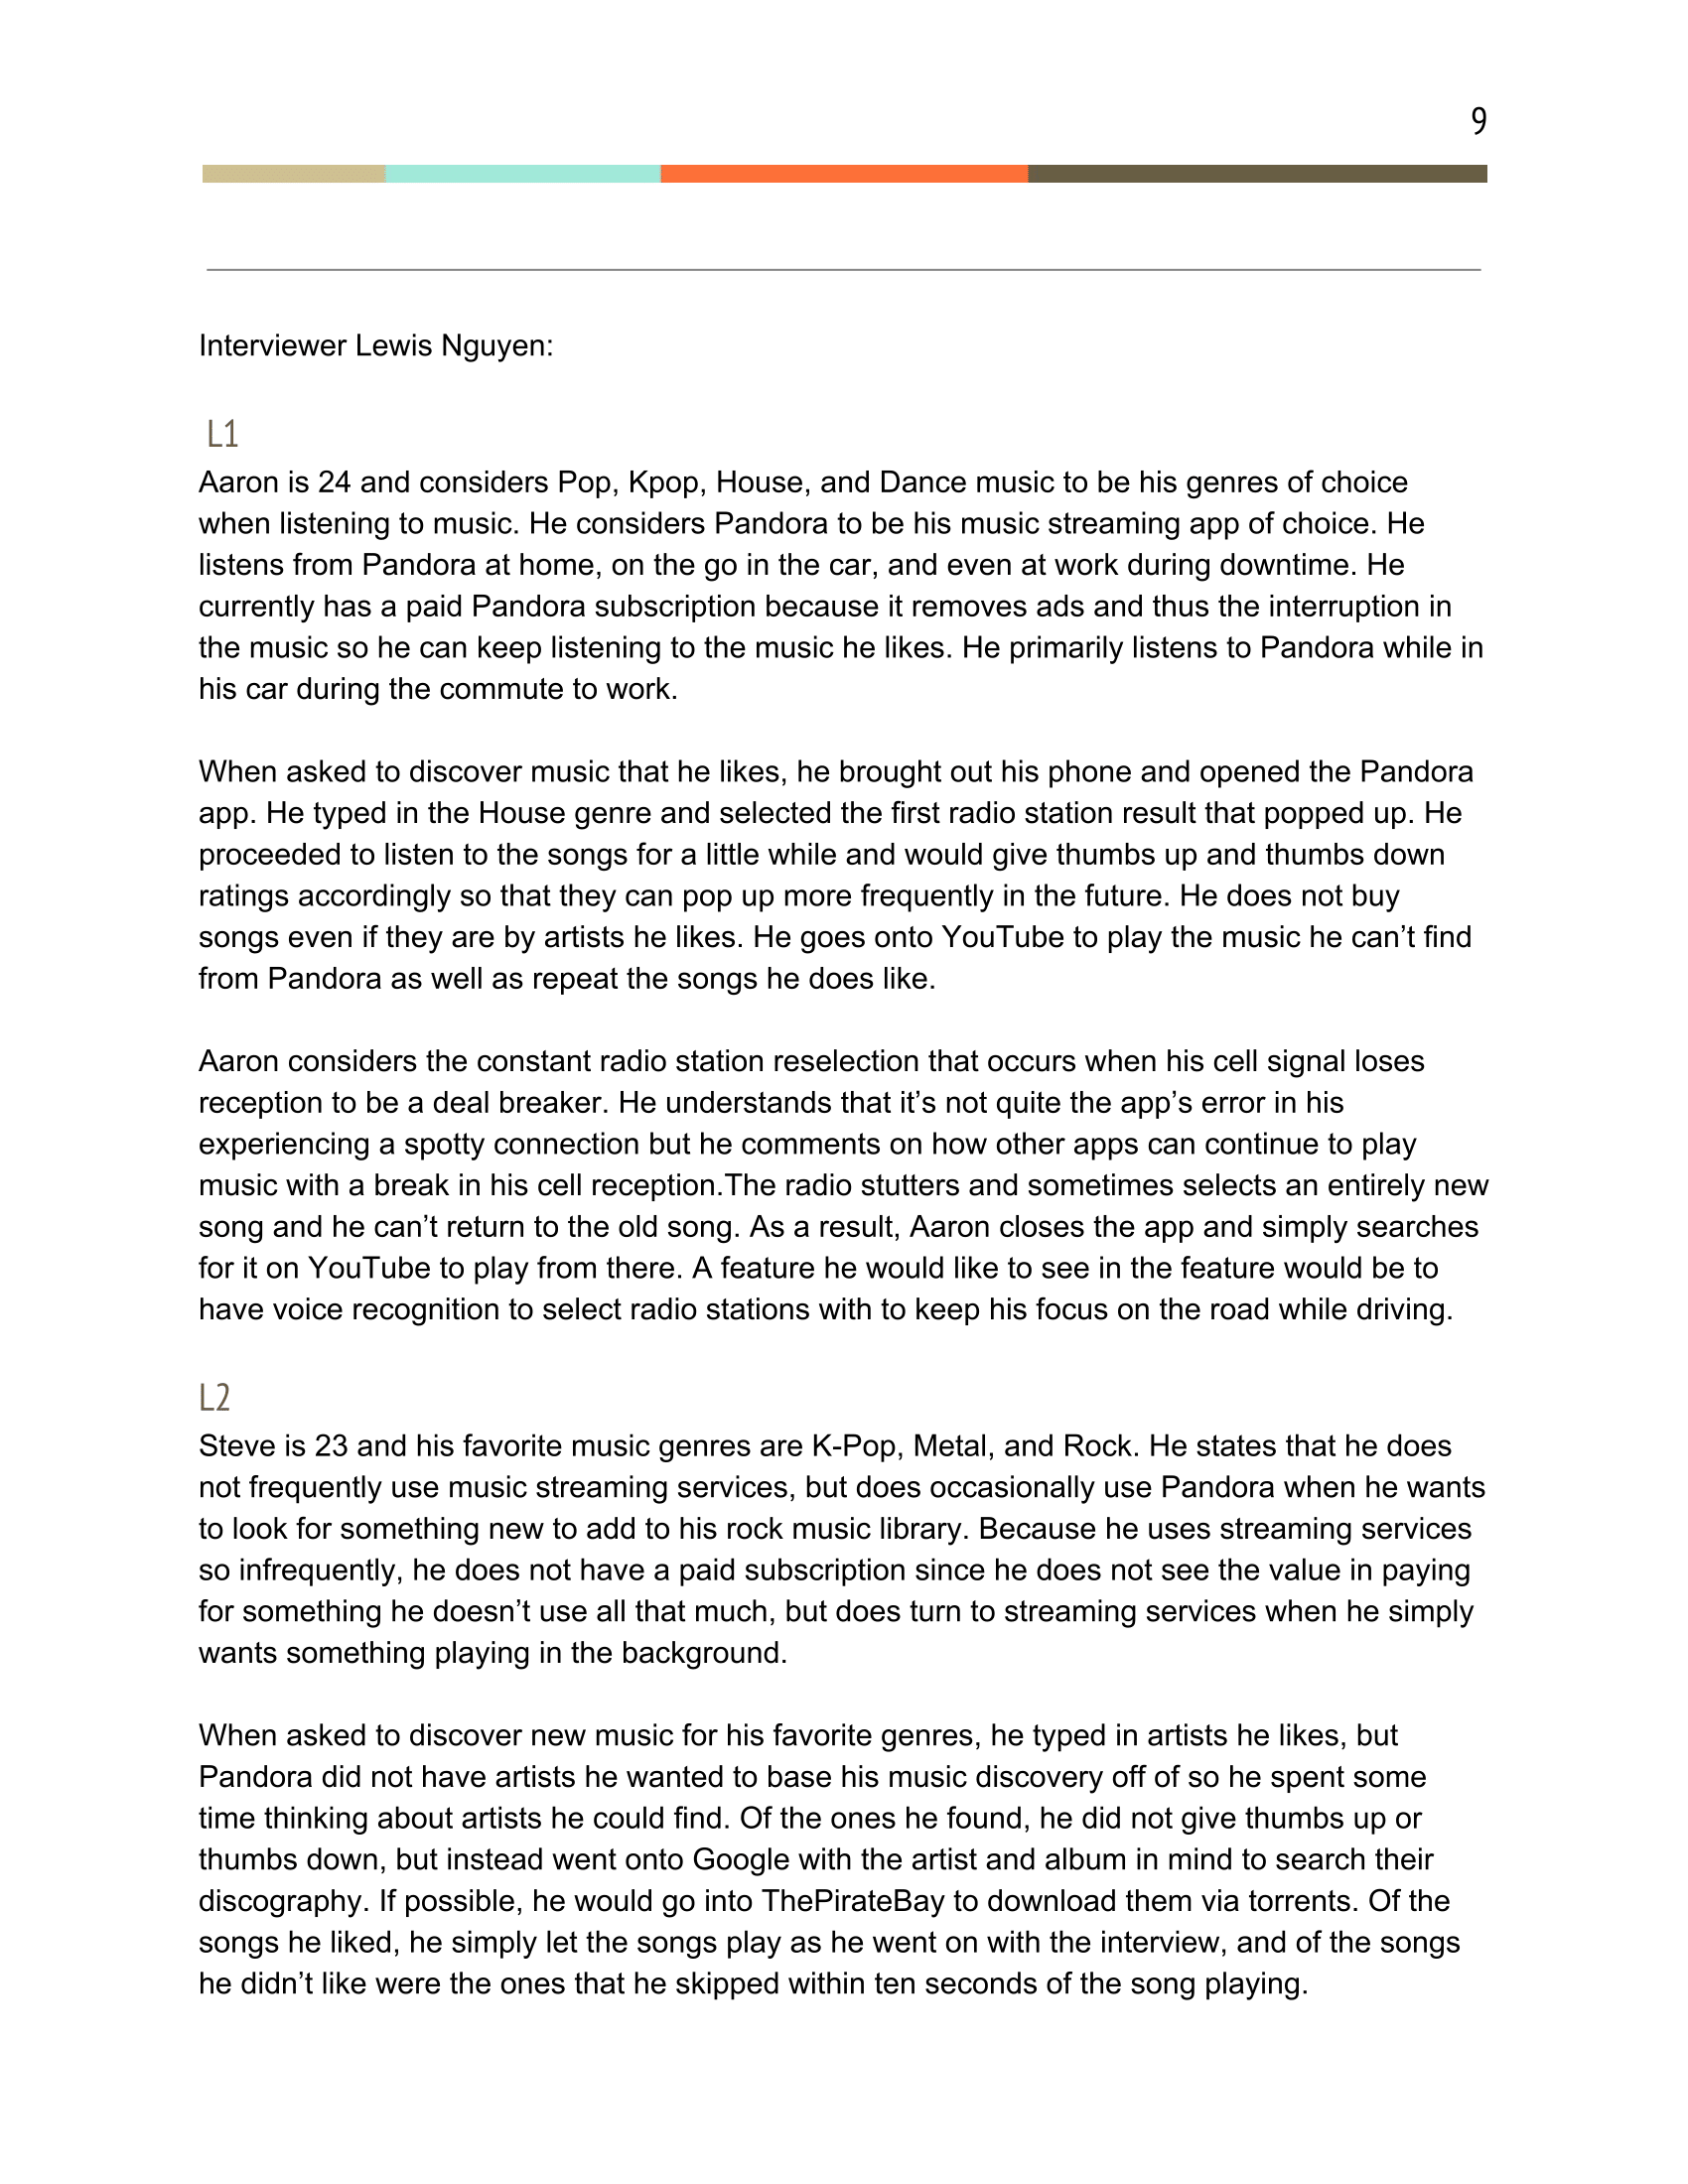 9
Interviewer Lewis Nguyen:
L1
Aaron is 24 and considers Pop, Kpop, House, and Dance music to be his genres of choice
when listening to music. He considers Pandora to be his music streaming app of choice. He
listens from Pandora at home, on the go in the car, and even at work during downtime. He
currently has a paid Pandora subscription because it removes ads and thus the interruption in
the music so he can keep listening to the music he likes. He primarily listens to Pandora while in
his car during the commute to work.
When asked to discover music that he likes, he brought out his phone and opened the Pandora
app. He typed in the House genre and selected the first radio station result that popped up. He
proceeded to listen to the songs for a little while and would give thumbs up and thumbs down
ratings accordingly so that they can pop up more frequently in the future. He does not buy
songs even if they are by artists he likes. He goes onto YouTube to play the music he can’t find
from Pandora as well as repeat the songs he does like.
Aaron considers the constant radio station reselection that occurs when his cell signal loses
reception to be a deal breaker. He understands that it’s not quite the app’s error in his
experiencing a spotty connection but he comments on how other apps can continue to play
music with a break in his cell reception.The radio stutters and sometimes selects an entirely new
song and he can’t return to the old song. As a result, Aaron closes the app and simply searches
for it on YouTube to play from there. A feature he would like to see in the feature would be to
have voice recognition to select radio stations with to keep his focus on the road while driving.
L2
Steve is 23 and his favorite music genres are K-Pop, Metal, and Rock. He states that he does
not frequently use music streaming services, but does occasionally use Pandora when he wants
to look for something new to add to his rock music library. Because he uses streaming services
so infrequently, he does not have a paid subscription since he does not see the value in paying
for something he doesn’t use all that much, but does turn to streaming services when he simply
wants something playing in the background.
When asked to discover new music for his favorite genres, he typed in artists he likes, but
Pandora did not have artists he wanted to base his music discovery off of so he spent some
time thinking about artists he could find. Of the ones he found, he did not give thumbs up or
thumbs down, but instead went onto Google with the artist and album in mind to search their
discography. If possible, he would go into ThePirateBay to download them via torrents. Of the
songs he liked, he simply let the songs play as he went on with the interview, and of the songs
he didn’t like were the ones that he skipped within ten seconds of the song playing.